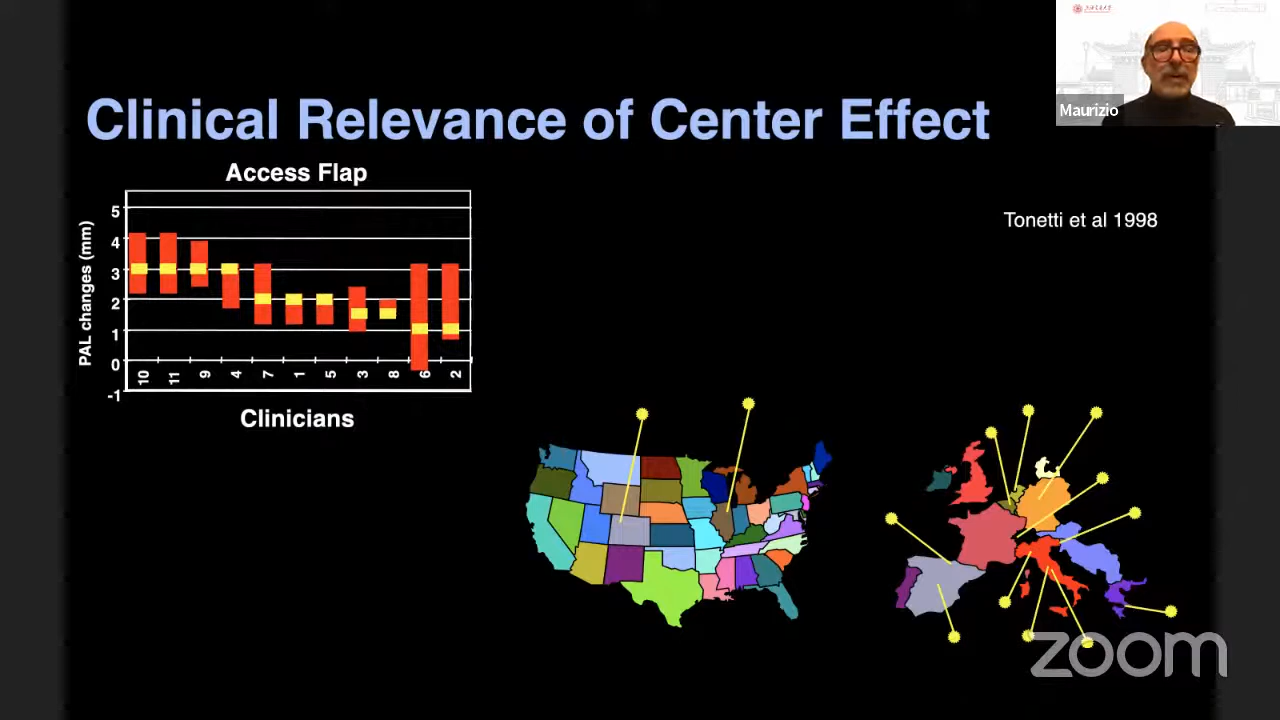 Clinical Relevance of Center Effect
Maurizio
Access Flap
Tonetti et al 1998
PAL changes (mm)
5
4
3
2
1
0
-1
10 11 9 4 7 1 5 3 8 6 2
Clinicians
zoom